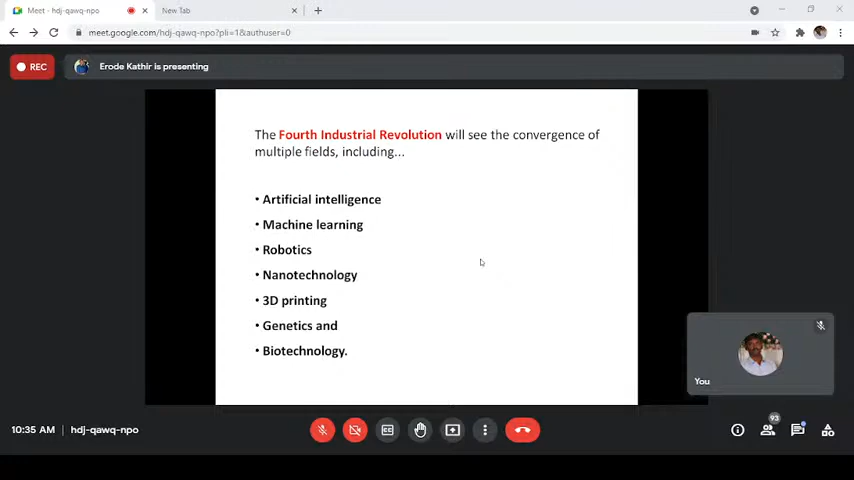 Meet - hdj-qawq-npo
New Tab
meet.google.com/hdj-qawq-npo?pli=1&authuser=0
REC
Erode Kathir is presenting
The Fourth Industrial Revolution will see the convergence of
multiple fields, including...
• Artificial intelligence
• Machine learning
• Robotics
• Nanotechnology
• 3D printing
• Genetics and
• Biotechnology.
You
10:35 AM | hdj-qawq-npo
93